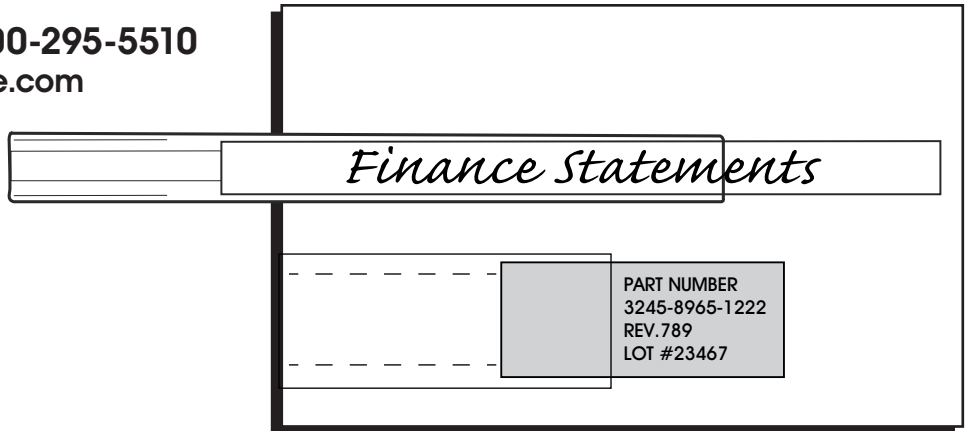 00-295-5510
e.com
Finance Statements
PART NUMBER
3245-8965-1222
REV.789
LOT #23467